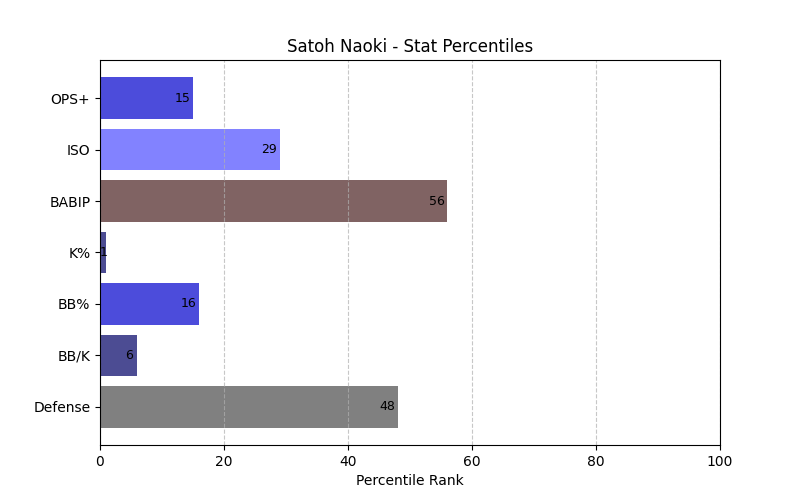 Satoh Naoki - Stat Percentiles
OPS+ 15
ISO 29
BABIP 56
K% 1
BB% 16
BB/K 6
Defense 48
0 20 40 60 80 100
Percentile Rank